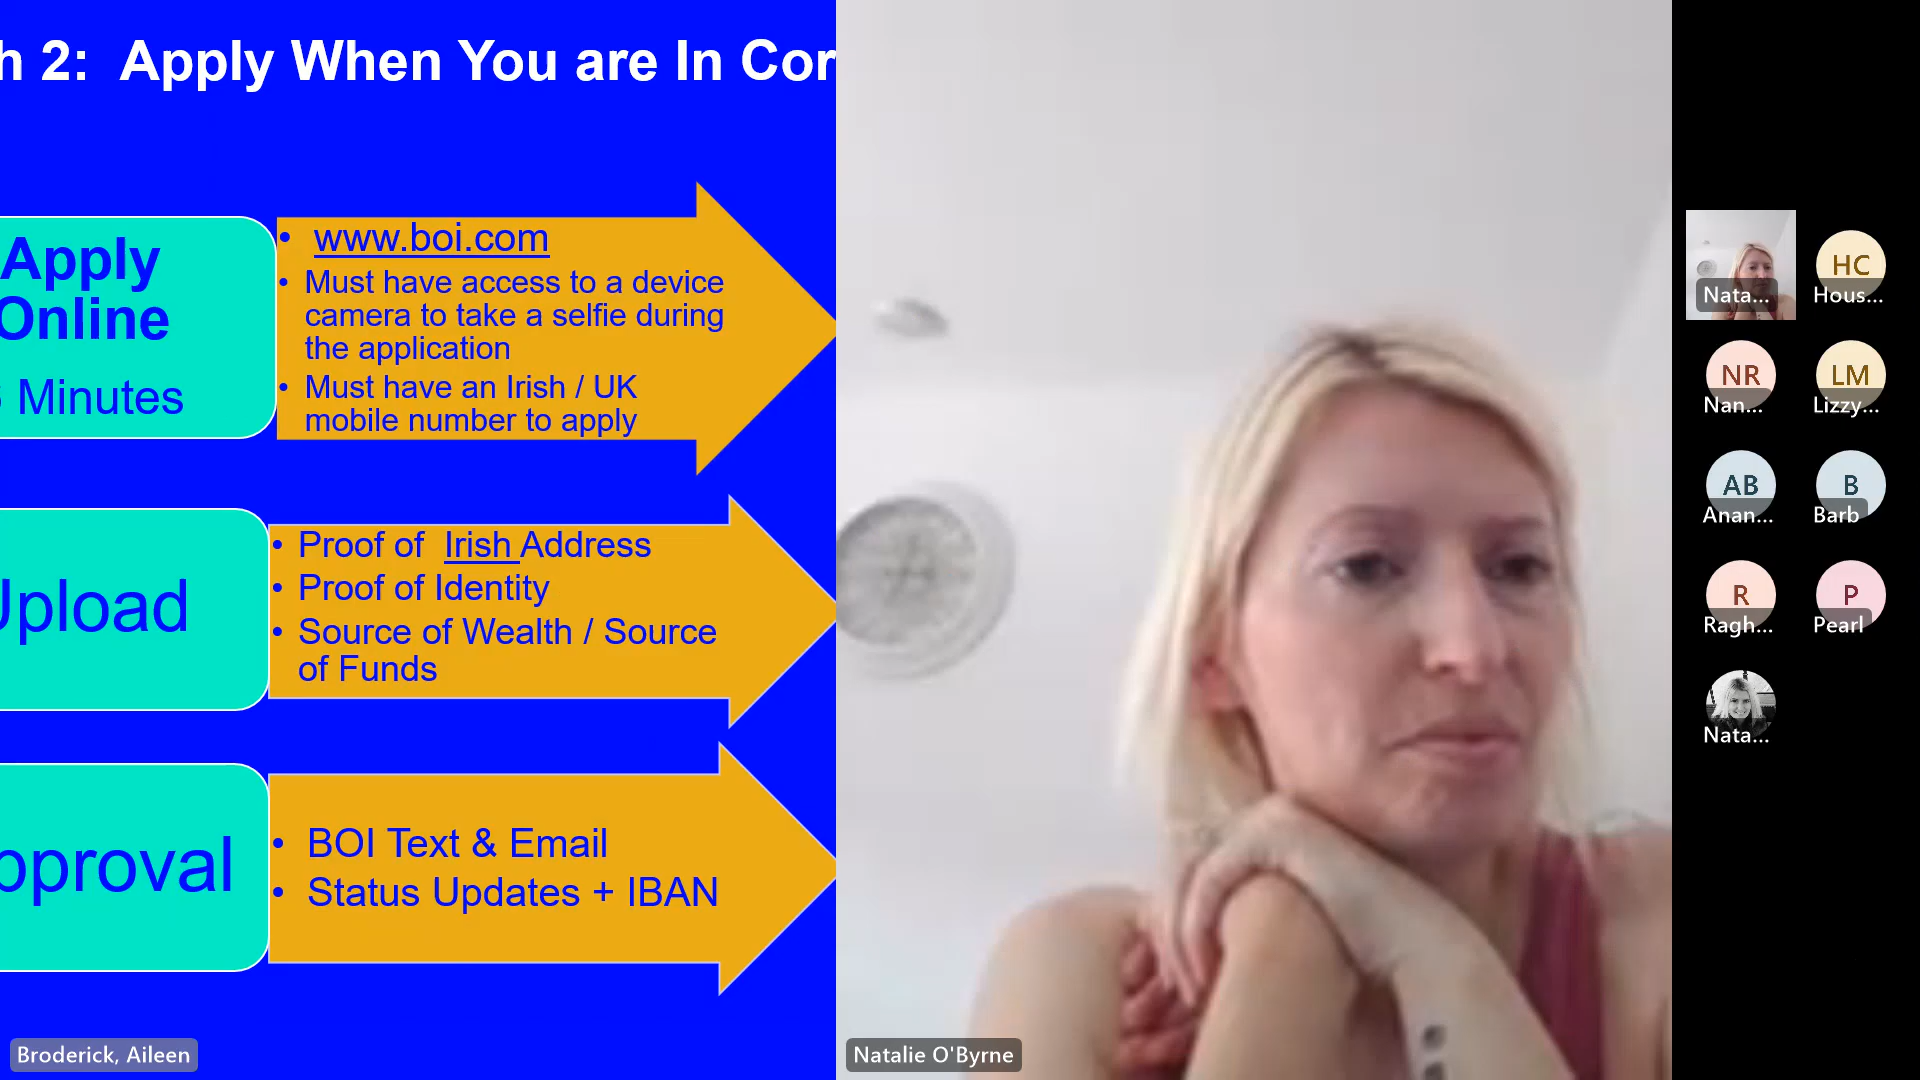 h 2: Apply When You are In Cor
Apply
Online
Minutes
• www.boi.com
• Must have access to a device
camera to take a selfie during
the application
• Must have an Irish / UK
mobile number to apply
Upload
• Proof of Irish Address
• Proof of Identity
• Source of Wealth / Source
of Funds
pproval
• BOI Text & Email
• Status Updates + IBAN
Broderick, Aileen
Natalie O'Byrne
Nata...
HC
Hous...
NR
Nan...
LM
Lizzy...
AB
Anan...
B
Barb
R
Ragh...
P
Pearl
Nata...